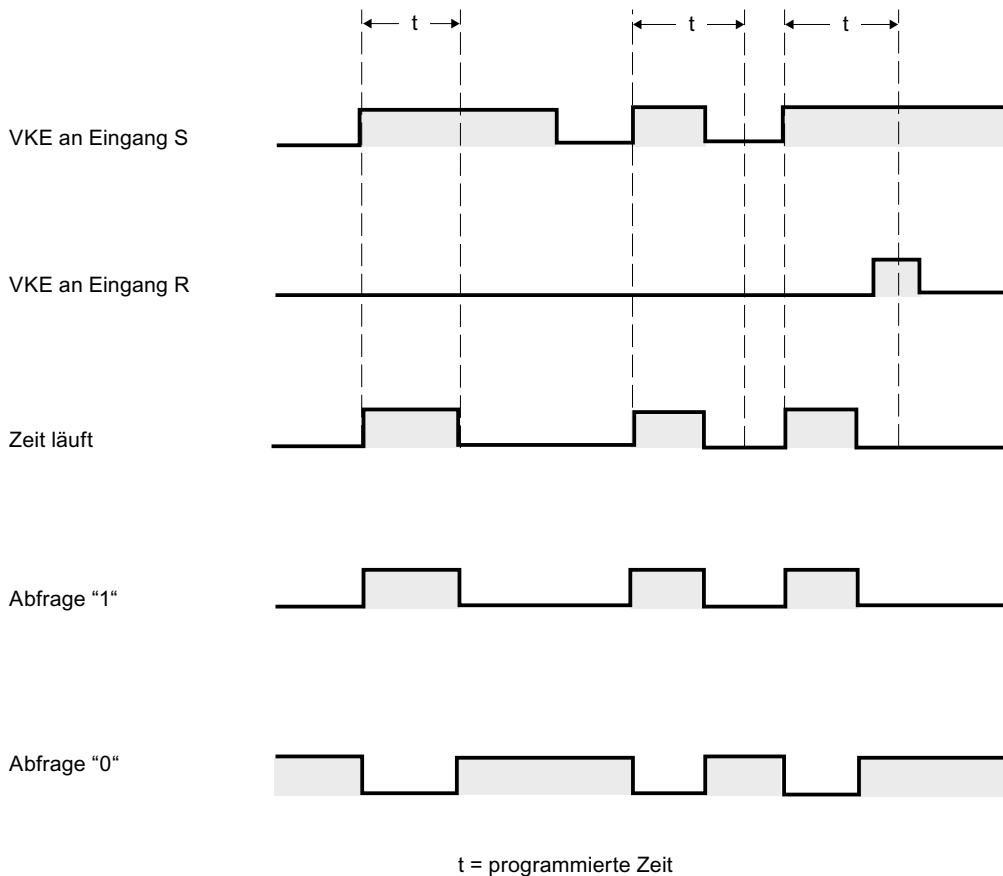 t t t
VKE an Eingang S
VKE an Eingang R
Zeit läuft
Abfrage “1“
Abfrage “0“
t = programmierte Zeit